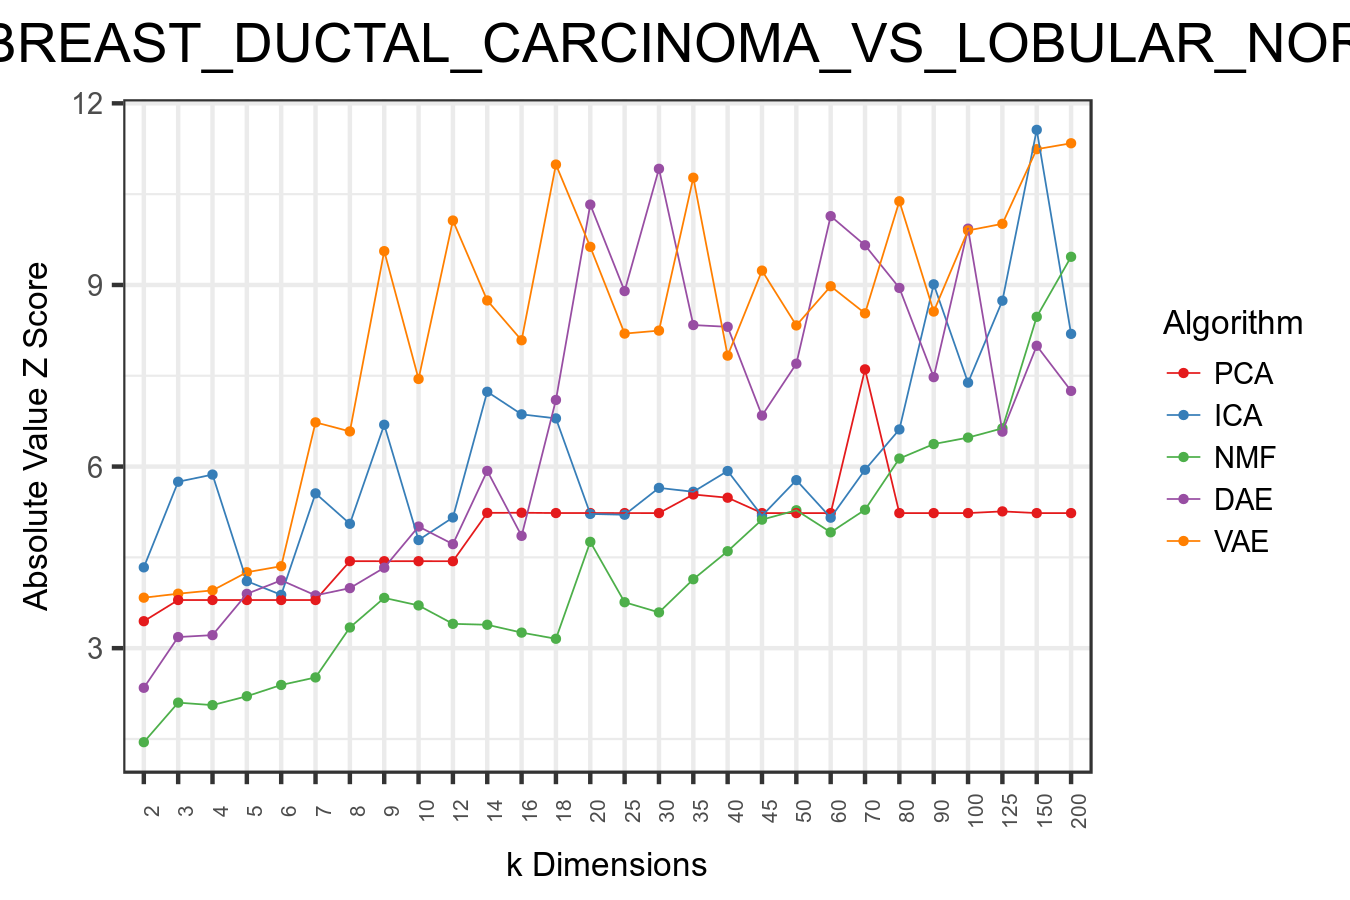 BREAST_DUCTAL_CARCINOMA_VS_LOBULAR_NOR
12
9
6
3
Absolute Value Z Score
2 3 4 5 6 7 8 9 10 12 14 16 18 20 25 30 35 40 45 50 60 70 80 90 100 125 150 200
k Dimensions
Algorithm
PCA
ICA
NMF
DAE
VAE